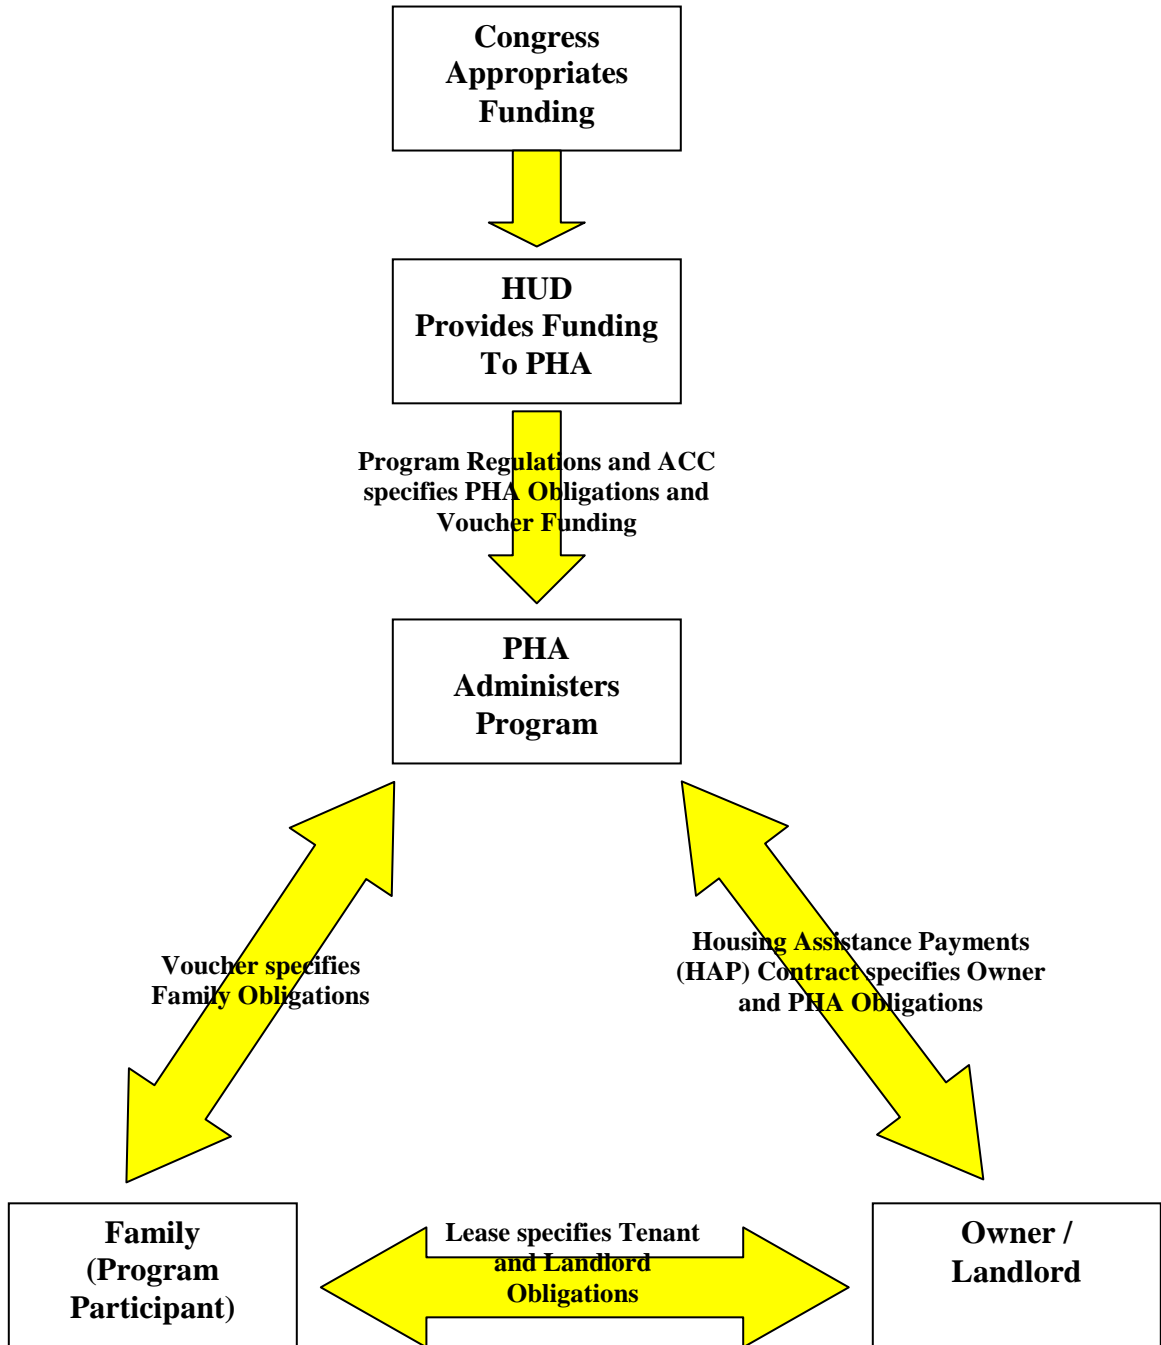 Congress
Appropriates
Funding
HUD
Provides Funding
To PHA
Program Regulations and ACC
specifies PHA Obligations and
Voucher Funding
PHA
Administers
Program
Voucher specifies
Family Obligations
Housing Assistance Payments
(HAP) Contract specifies Owner
and PHA Obligations
Family
(Program
Participant)
Lease specifies Tenant
and Landlord
Obligations
Owner /
Landlord